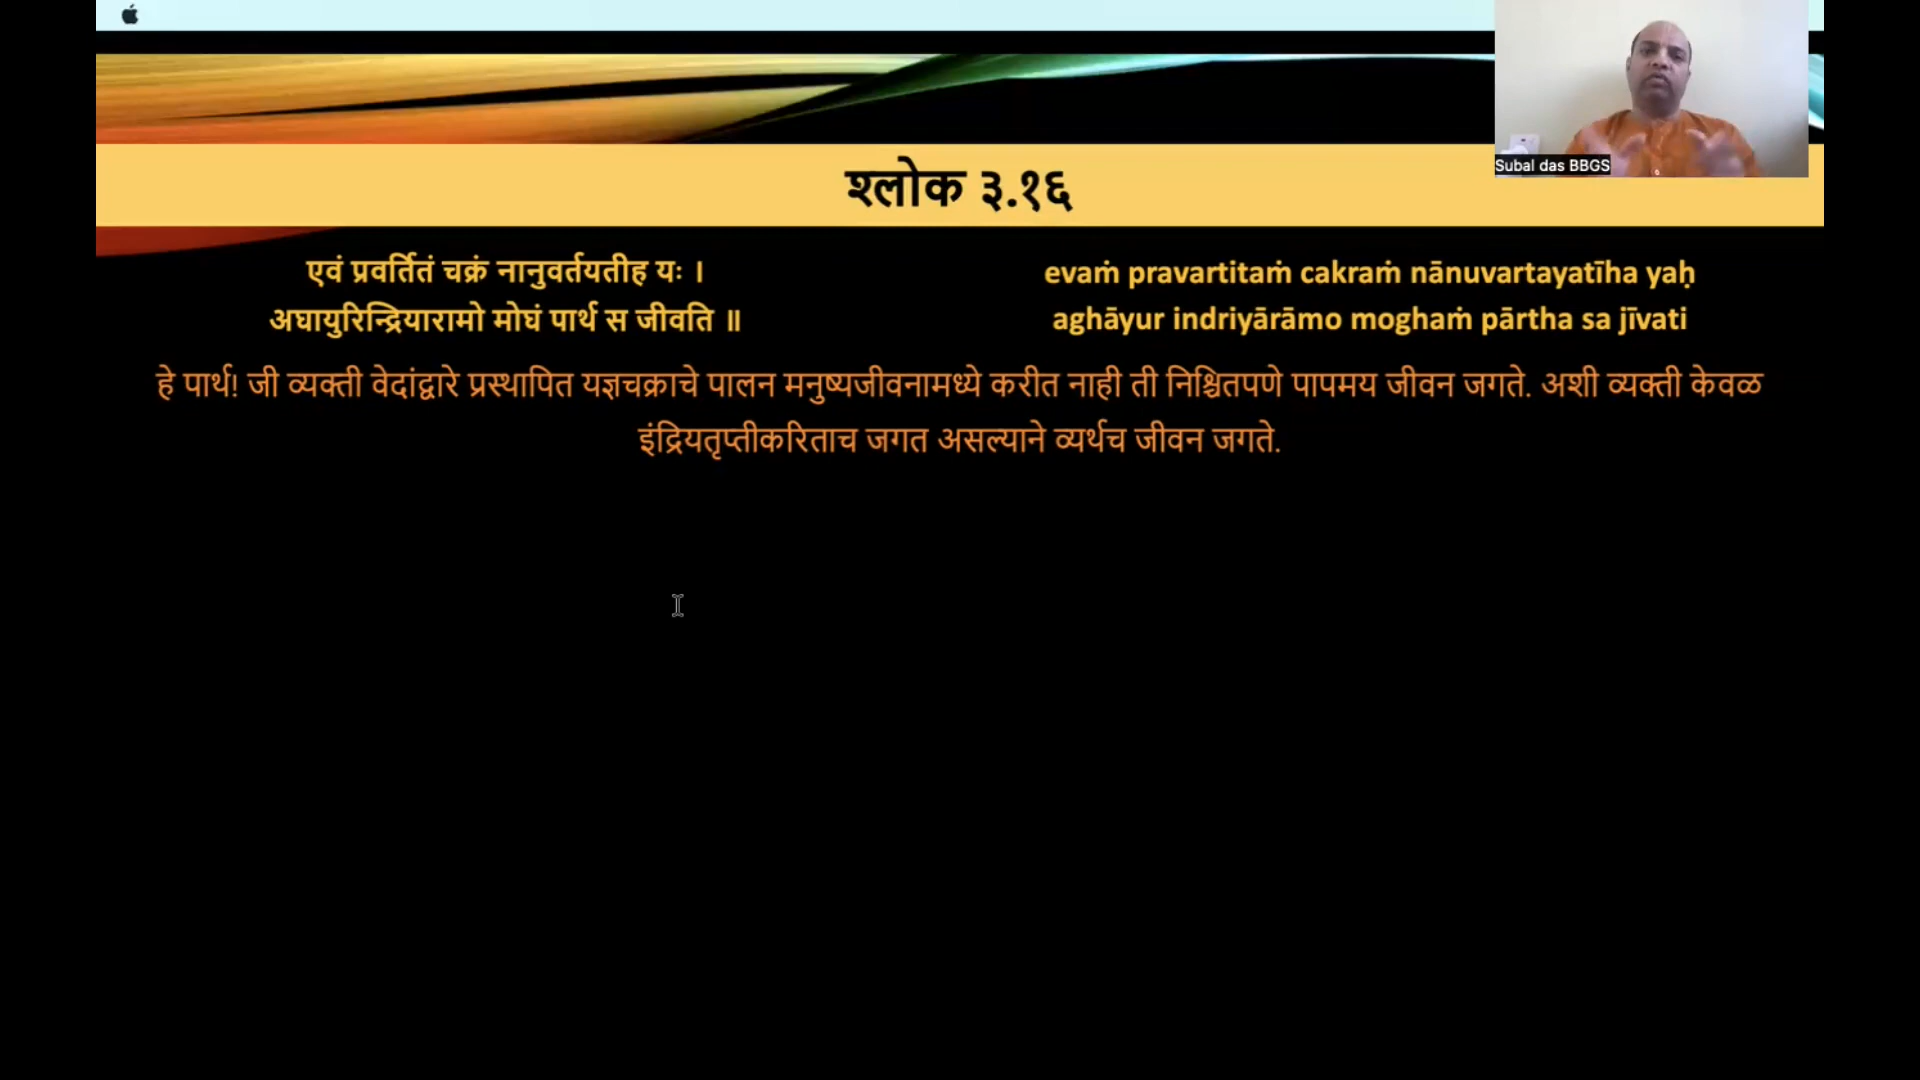 श्लोक ३.१६
Subal das BBGS
एवं प्रवर्तितं चक्रं नानुवर्तयतीह यः ।
अघायुरिन्द्रियारामो मोघं पार्थ स जीवति ॥
evaṁ pravartitaṁ cakraṁ nānuvartayatīha yaḥ
aghāyur indriyārāmo moghaṁ pārtha sa jīvati
हे पार्थ! जी व्यक्ती वेदांद्वारे प्रस्थापित यज्ञचक्राचे पालन मनुष्यजीवनामध्ये करीत नाही ती निश्चितपणे पापमय जीवन जगते. अशी व्यक्ती केवळ
इंद्रियतृप्तीकरिताच जगत असल्याने व्यर्थच जीवन जगते.